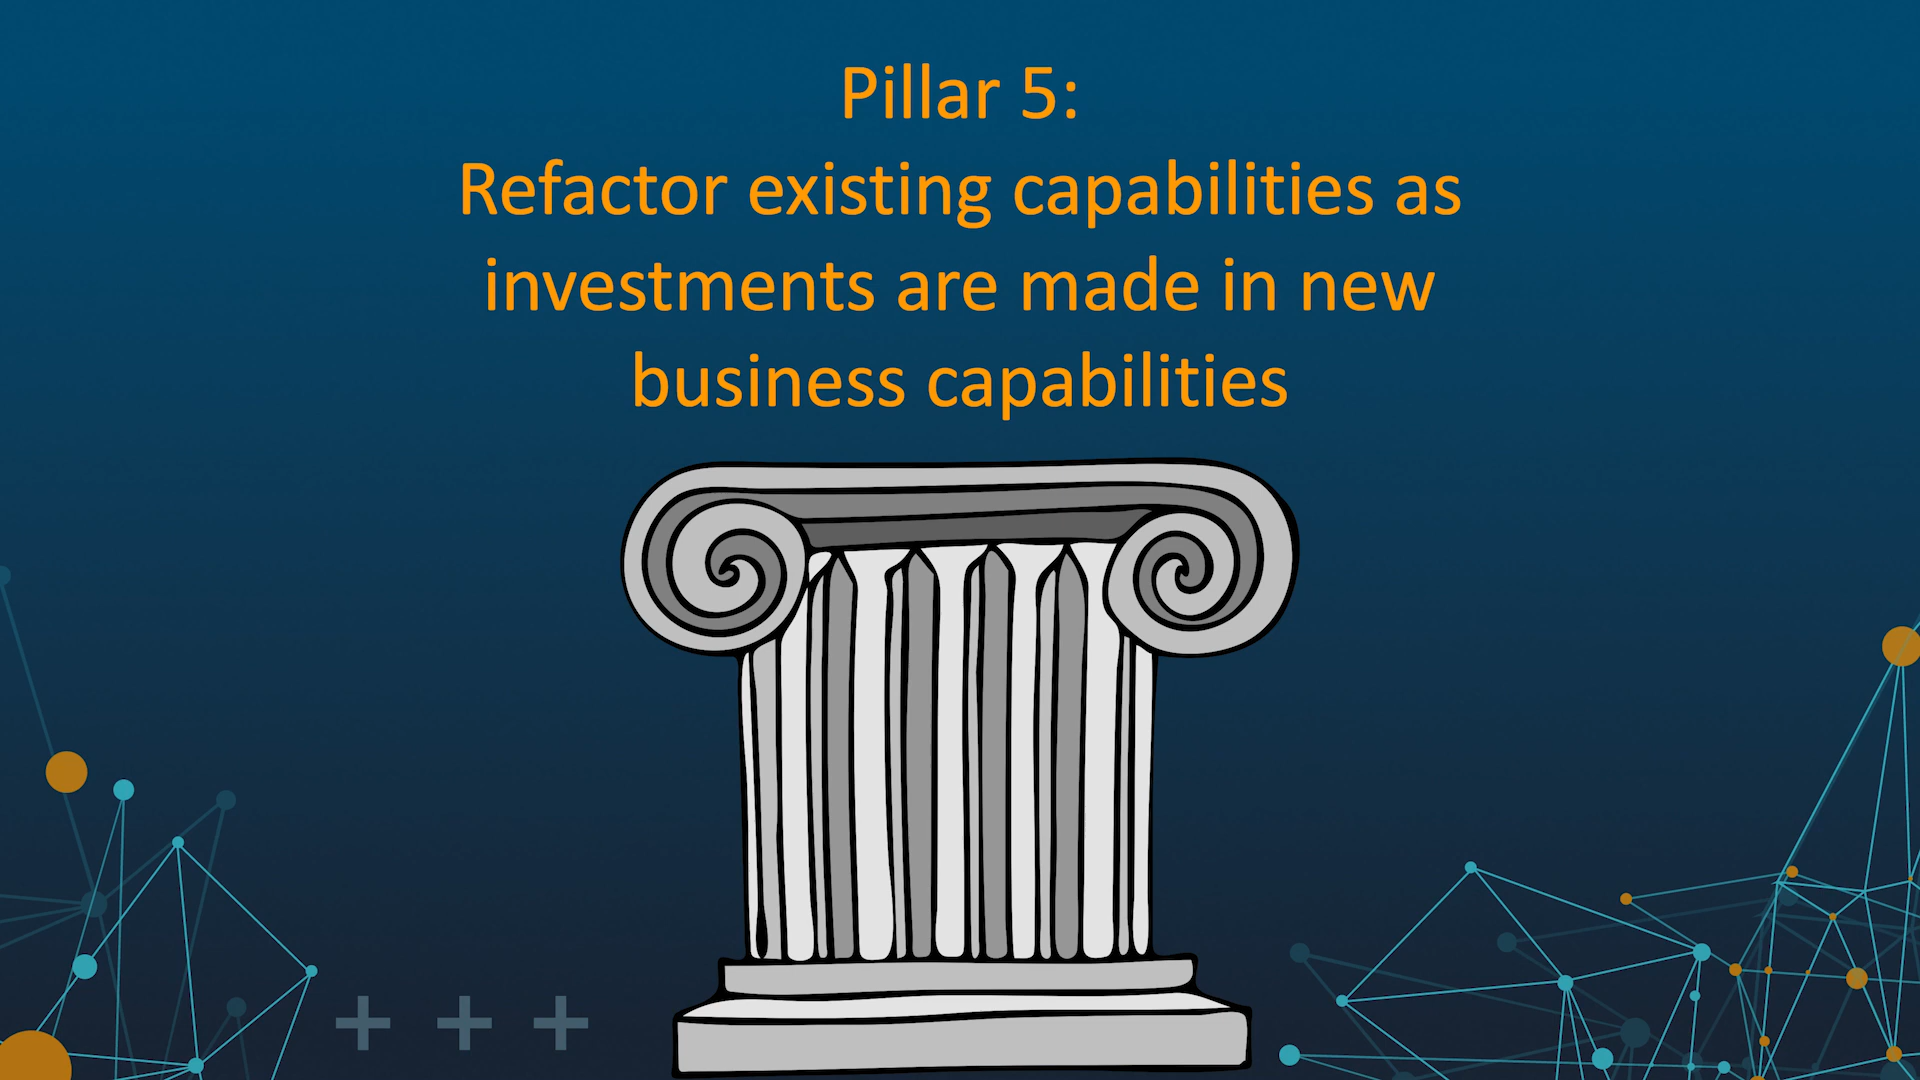 Pillar 5:
Refactor existing capabilities as
investments are made in new
business capabilities